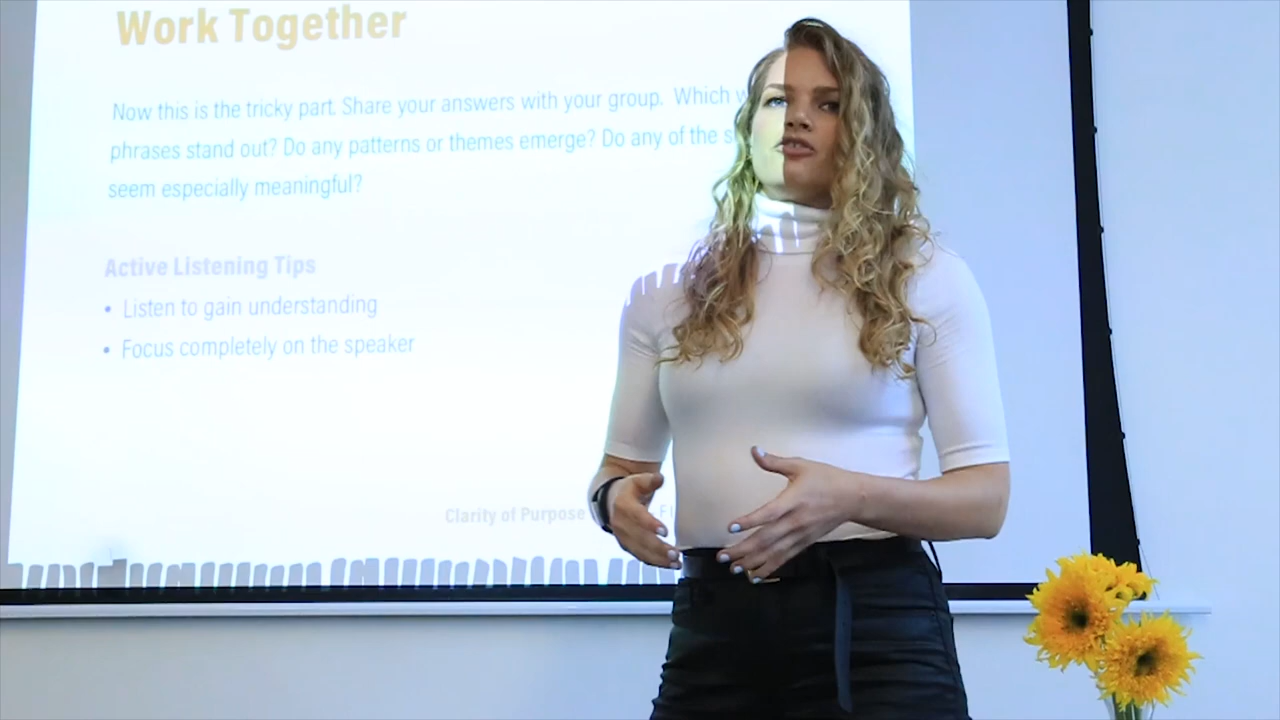 Work Together
Now this is the tricky part. Share your answers with your group. Which
phrases stand out? Do any patterns or themes emerge? Do any of the
seem especially meaningful?
Active Listening Tips
• Listen to gain understanding
• Focus completely on the speaker
Clarity of Purpose